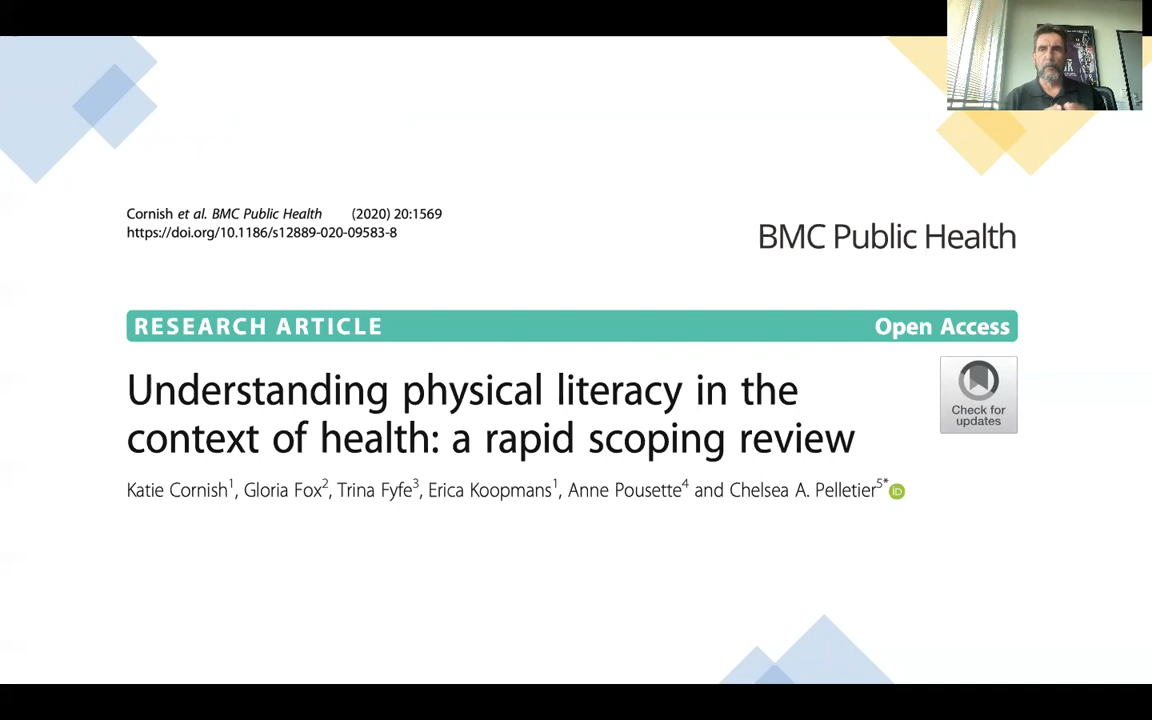 Cornish et al. BMC Public Health (2020) 20:1569
https://doi.org/10.1186/s12889-020-09583-8
BMC Public Health
RESEARCH ARTICLE Open Access
Understanding physical literacy in the
context of health: a rapid scoping review
Check for
updates
Katie Cornish1, Gloria Fox2, Trina Fyfe3, Erica Koopmans1, Anne Pousette4 and Chelsea A. Pelletier5* iD